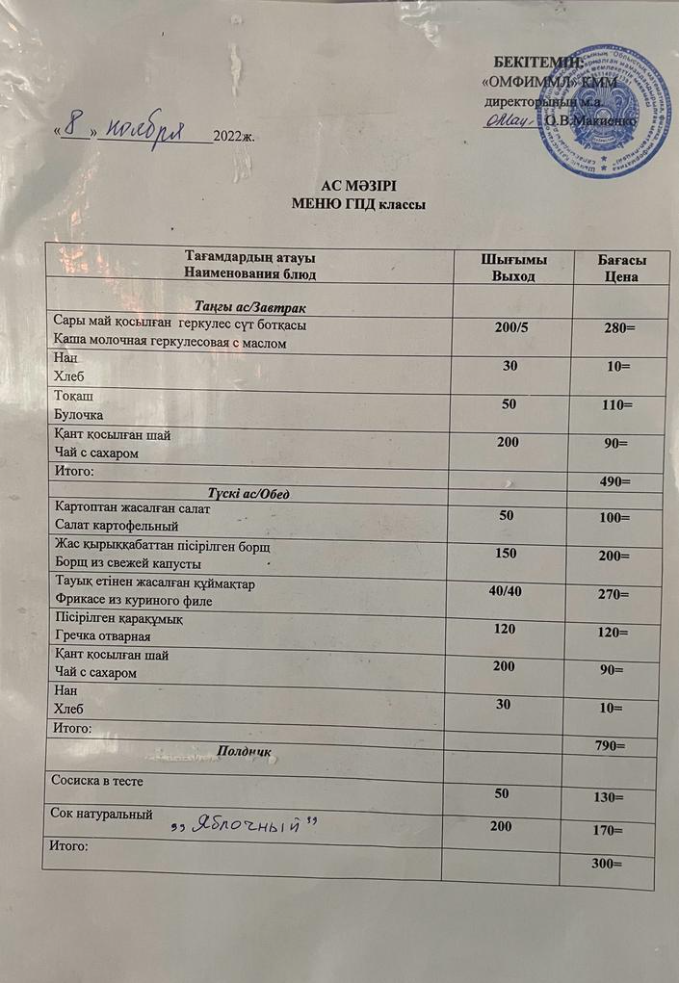 БЕКІТЕМІН:
«ОМФИММЛ» КММ
директорының м.а.
О.В.Макиенко
«8» ноября 2022ж.
АС МӘЗІРІ
МЕНЮ ГПД классы
Тағамдардың атауы Шығымы Бағасы
Наименования блюд Выход Цена
Таңғы ас/Завтрак
Сары май қосылған геркулес сүт ботқасы 200/5 280=
Каша молочная геркулесовая с маслом
Нан 30 10=
Хлеб
Тоқаш 50 110=
Булочка
Қант қосылған шай 200 90=
Чай с сахаром
Итого: 490=
Түскі ас/Обед
Картоптан жасалған салат 50 100=
Салат картофельный
Жас қырыққабаттан пісірілген борщ 150 200=
Борщ из свежей капусты
Тауық етінен жасалған құймақтар 40/40 270=
Фрикасе из куриного филе
Пісірілген қарақұмық 120 120=
Гречка отварная
Қант қосылған шай 200 90=
Чай с сахаром
Нан 30 10=
Хлеб
Итого: 790=
Полдник
Сосиска в тесте 50 130=
Сок натуральный „Яблочный" 200 170=
Итого: 300=